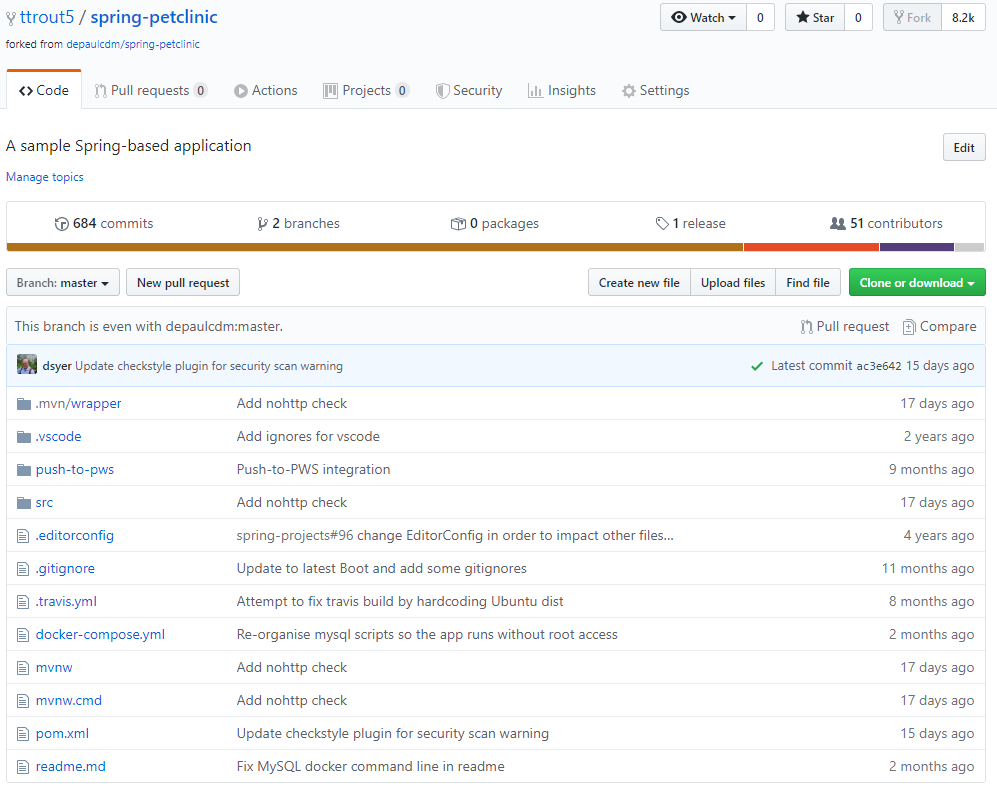 ttrout5 / spring-petclinic Watch 0 Star 0 Fork 8.2k
forked from depaulcdm/spring-petclinic
Code Pull requests 0 Actions Projects 0 Security Insights Settings
A sample Spring-based application Edit
Manage topics
684 commits 2 branches 0 packages 1 release 51 contributors
Branch: master New pull request Create new file Upload files Find file Clone or download
This branch is even with depaulcdm:master. Pull request Compare
dsyer Update checkstyle plugin for security scan warning Latest commit ac3e642 15 days ago
.mvn/wrapper Add nohttp check 17 days ago
.vscode Add ignores for vscode 2 years ago
push-to-pws Push-to-PWS integration 9 months ago
src Add nohttp check 17 days ago
.editorconfig spring-projects#96 change EditorConfig in order to impact other files... 4 years ago
.gitignore Update to latest Boot and add some gitignores 11 months ago
.travis.yml Attempt to fix travis build by hardcoding Ubuntu dist 8 months ago
docker-compose.yml Re-organise mysql scripts so the app runs without root access 2 months ago
mvnw Add nohttp check 17 days ago
mvnw.cmd Add nohttp check 17 days ago
pom.xml Update checkstyle plugin for security scan warning 15 days ago
readme.md Fix MySQL docker command line in readme 2 months ago